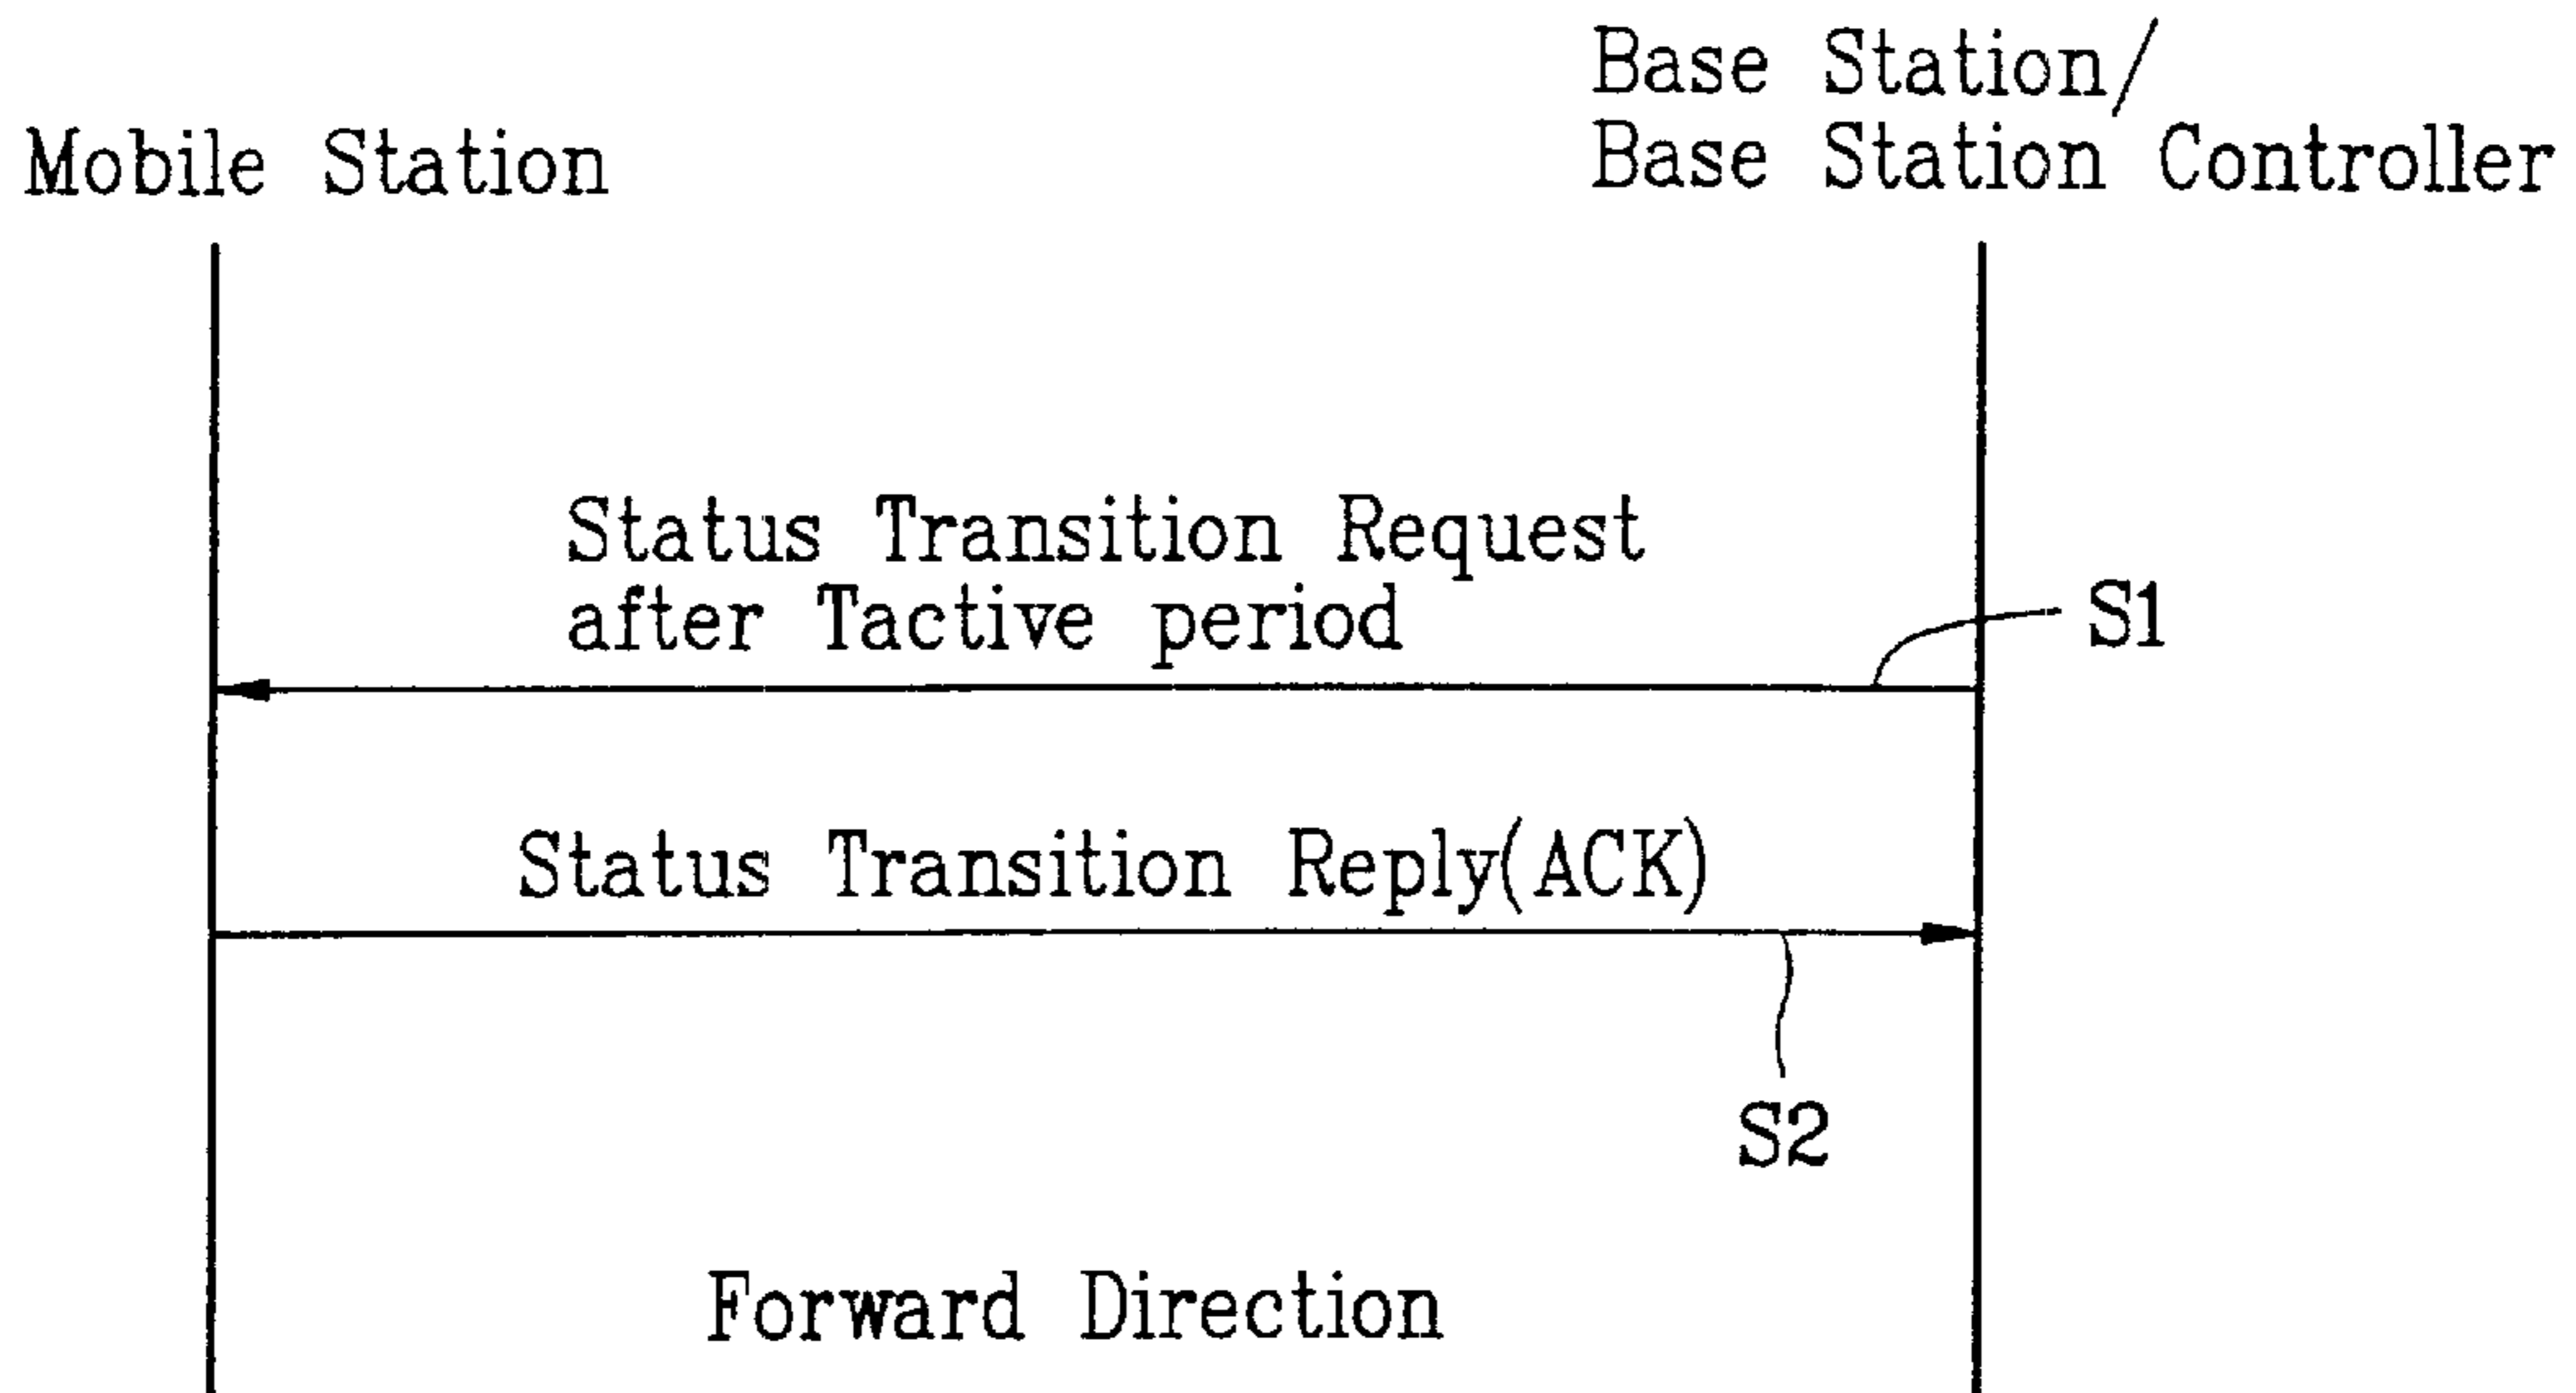 Base Station/
Base Station Controller
Mobile Station
Status Transition Request
after Tactive period
S1
Status Transition Reply(ACK)
S2
Forward Direction